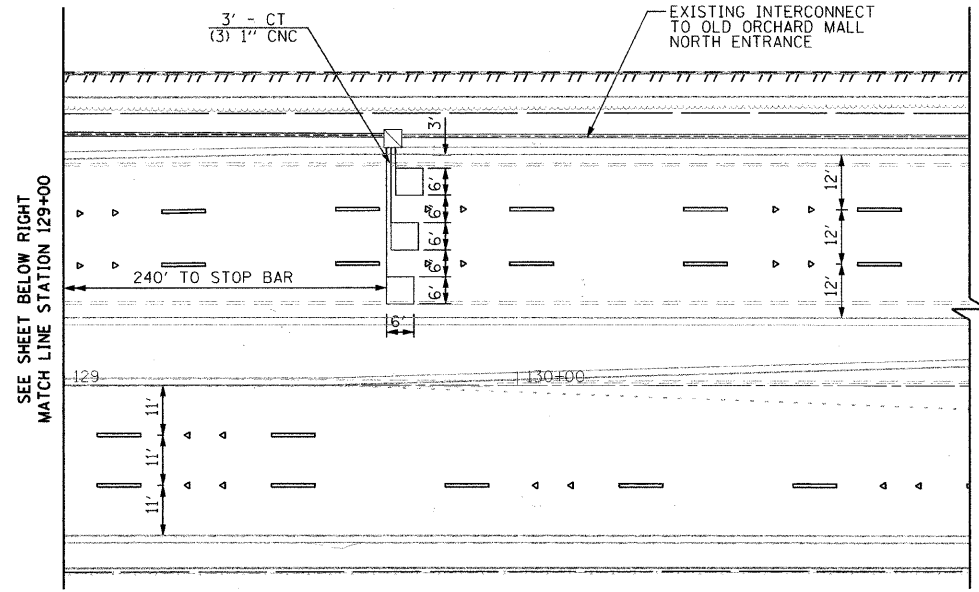 3' - CT
(3) 1" CNC
EXISTING INTERCONNECT
TO OLD ORCHARD MALL
NORTH ENTRANCE
3'
6'
6'
6'
6'
6'
6'
12'
12'
12'
240' TO STOP BAR
SEE SHEET BELOW RIGHT
MATCH LINE STATION 129+00
129
130+00
11'
11'
11'